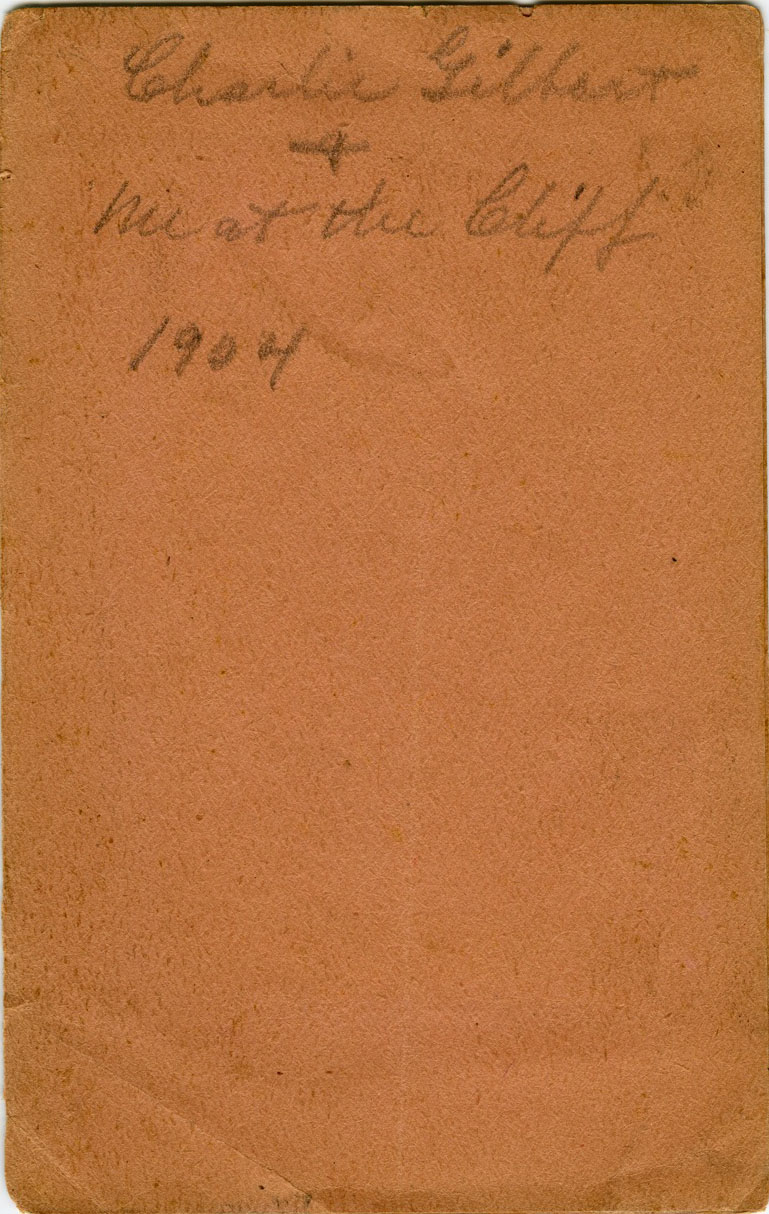 Charlie Gilbert
+
Me at the Cliff
1904